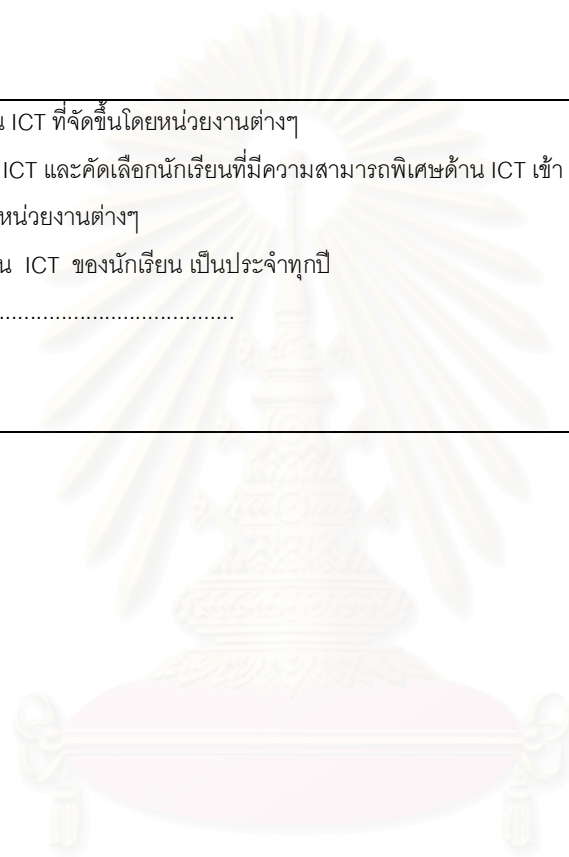 ICT ที่จัดขึ้นโดยหน่วยงานต่างๆ
ICT และคัดเลือกนักเรียนที่มีความสามารถพิเศษด้าน ICT เข้า
หน่วยงานต่างๆ
ICT ของนักเรียน เป็นประจำทุกปี
........................................